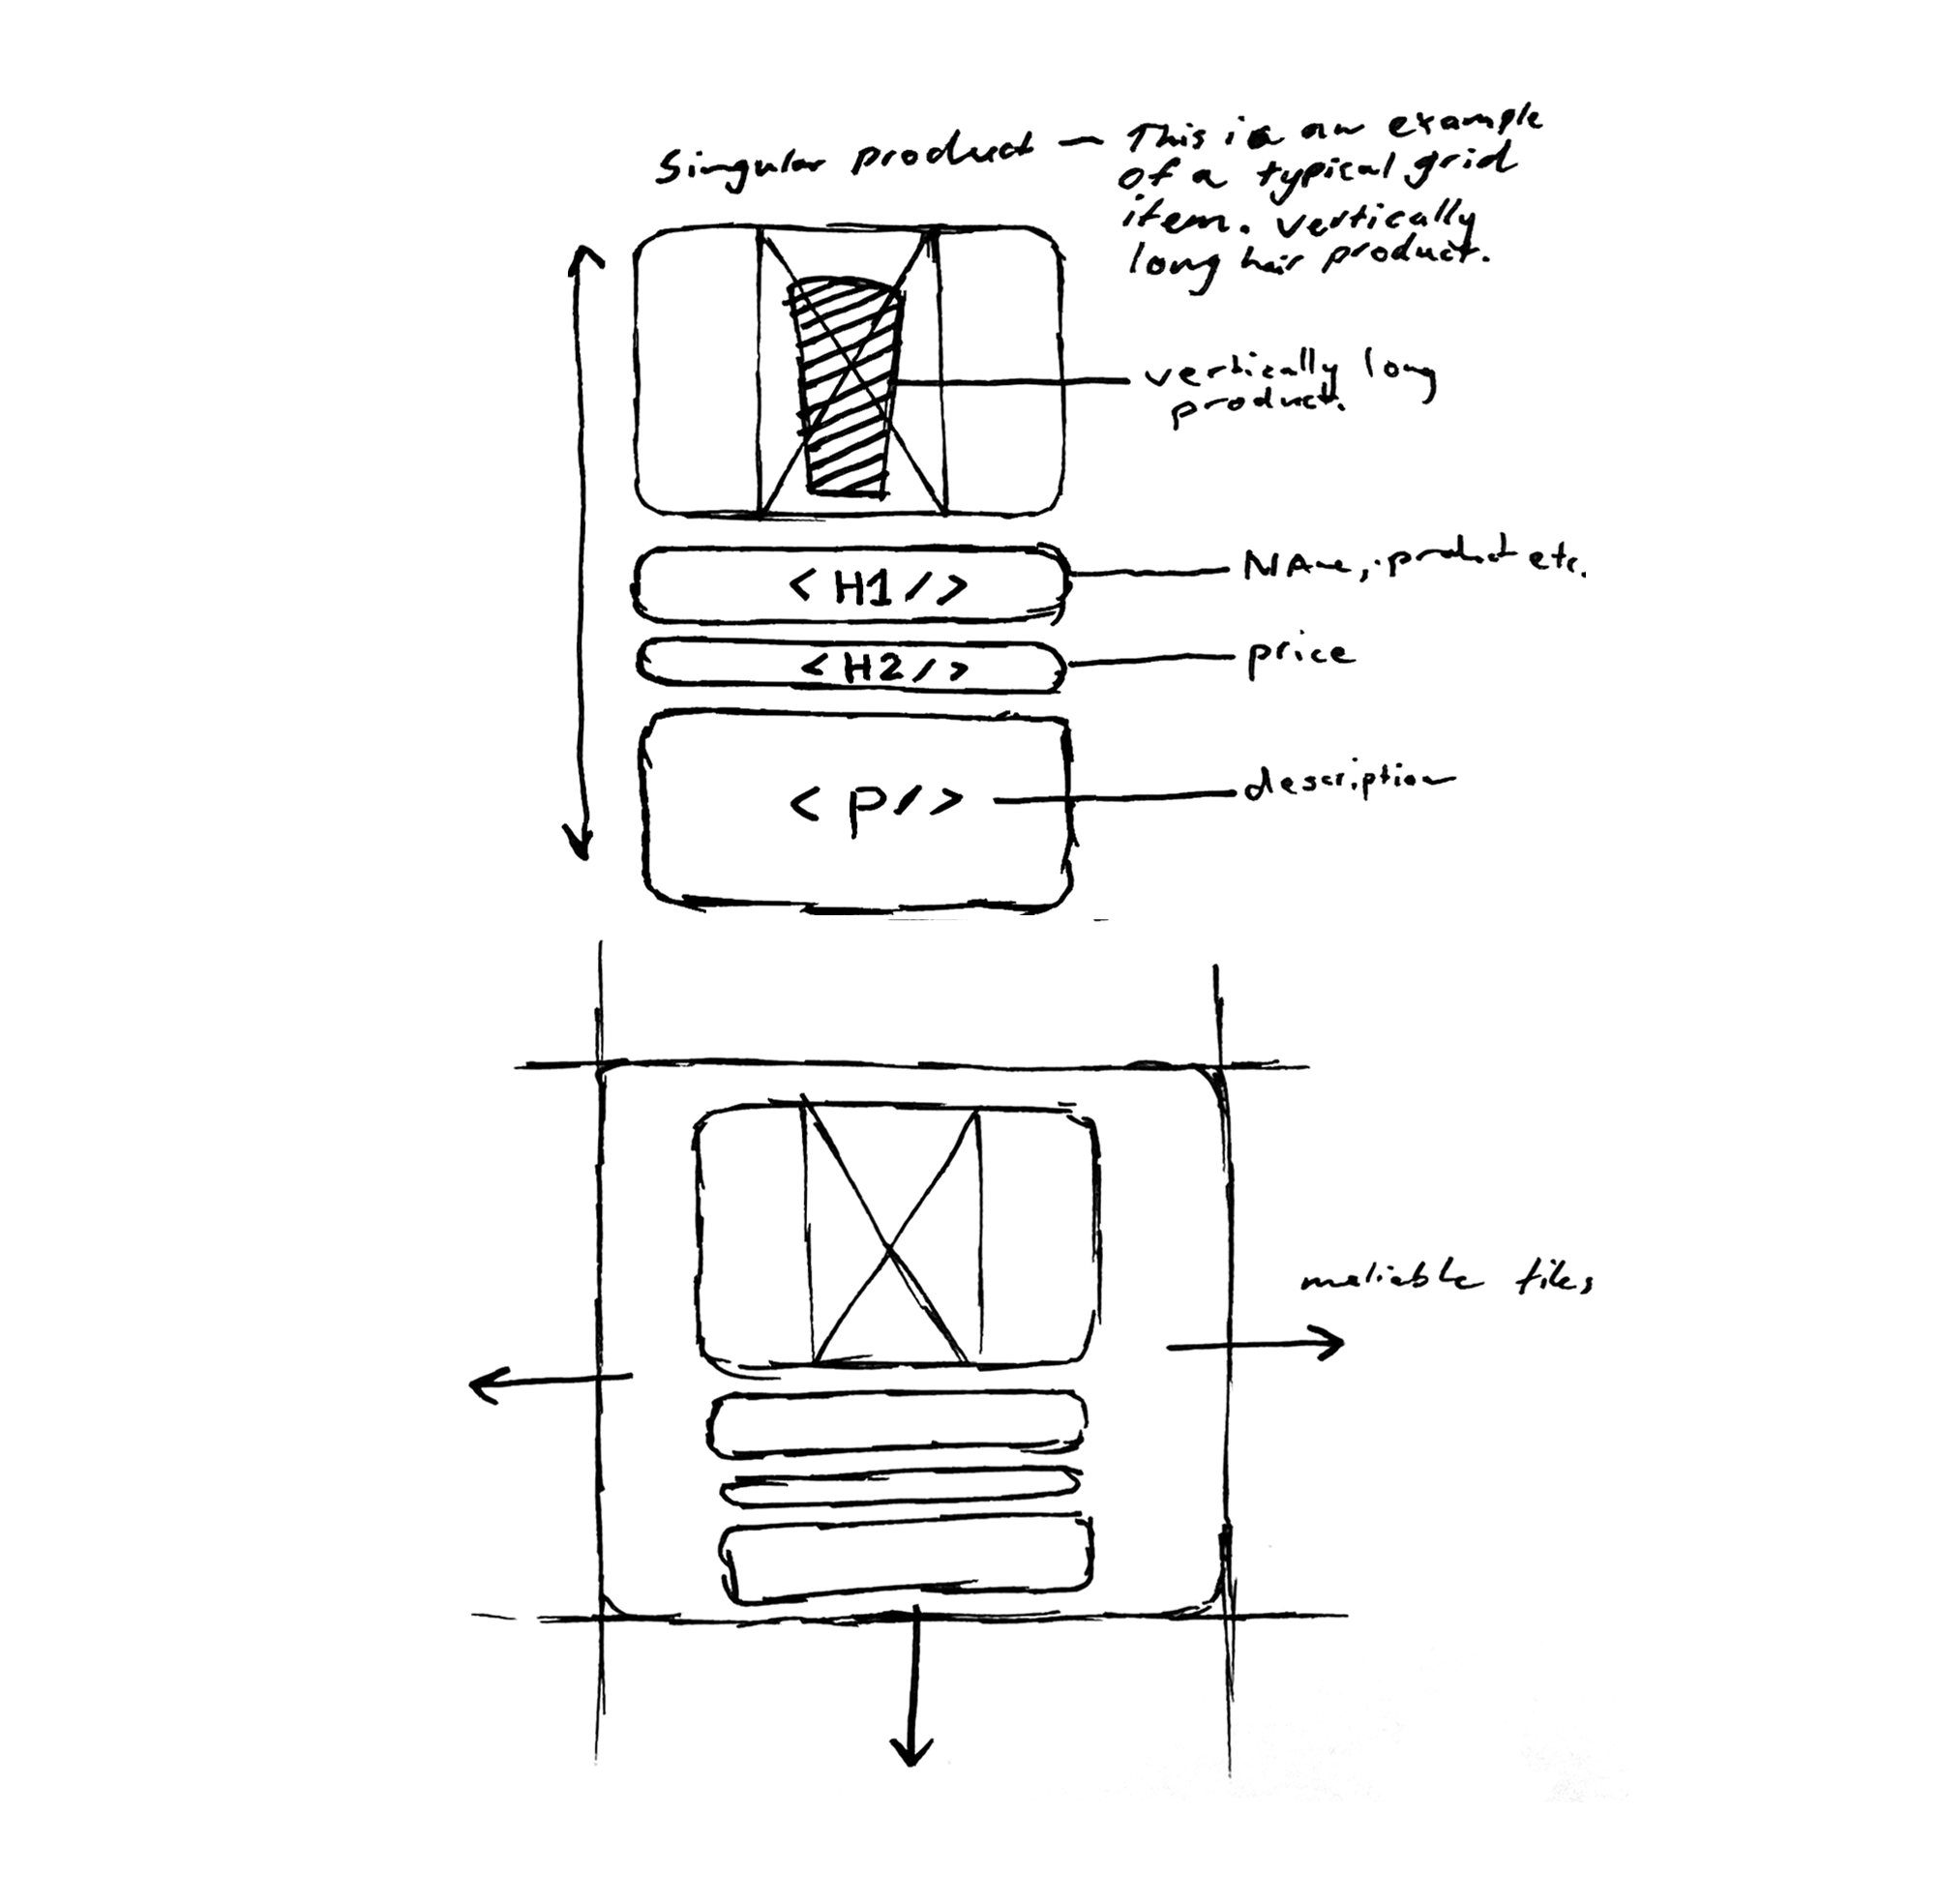 Singular product — This is an example
of a typical grid
item. vertically
long hair product.
vertically long
product.
<H1/>
NAme, product etc.
<H2/>
price
<p/>
description
maliable tiles